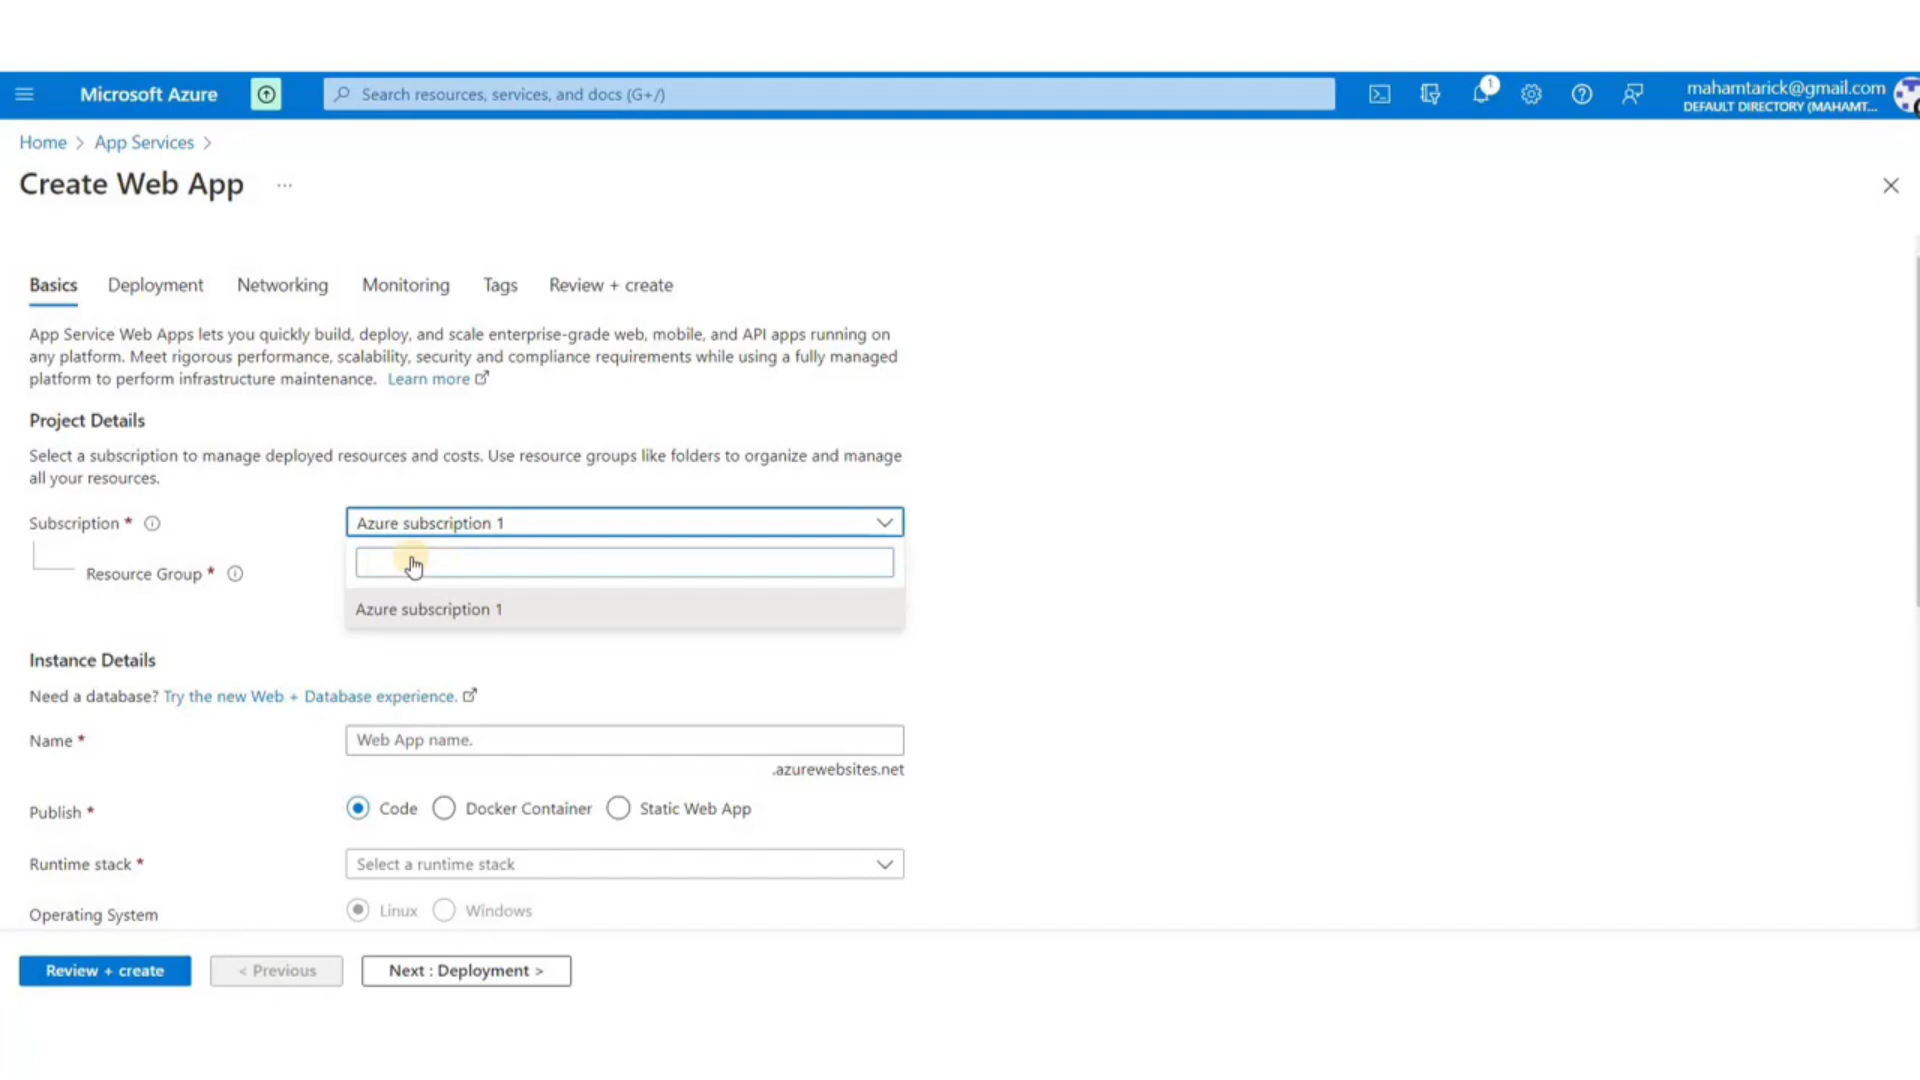 Microsoft Azure
Search resources, services, and docs (G+/)
1
mahamtarick@gmail.com
DEFAULT DIRECTORY (MAHAMT...
Home > App Services >
Create Web App ...
Basics Deployment Networking Monitoring Tags Review + create
App Service Web Apps lets you quickly build, deploy, and scale enterprise-grade web, mobile, and API apps running on
any platform. Meet rigorous performance, scalability, security and compliance requirements while using a fully managed
platform to perform infrastructure maintenance. Learn more
Project Details
Select a subscription to manage deployed resources and costs. Use resource groups like folders to organize and manage
all your resources.
Subscription * Azure subscription 1
Resource Group *
Azure subscription 1
Instance Details
Need a database? Try the new Web + Database experience.
Name * Web App name.
.azurewebsites.net
Publish * Code Docker Container Static Web App
Runtime stack * Select a runtime stack
Operating System Linux Windows
Review + create < Previous Next : Deployment >